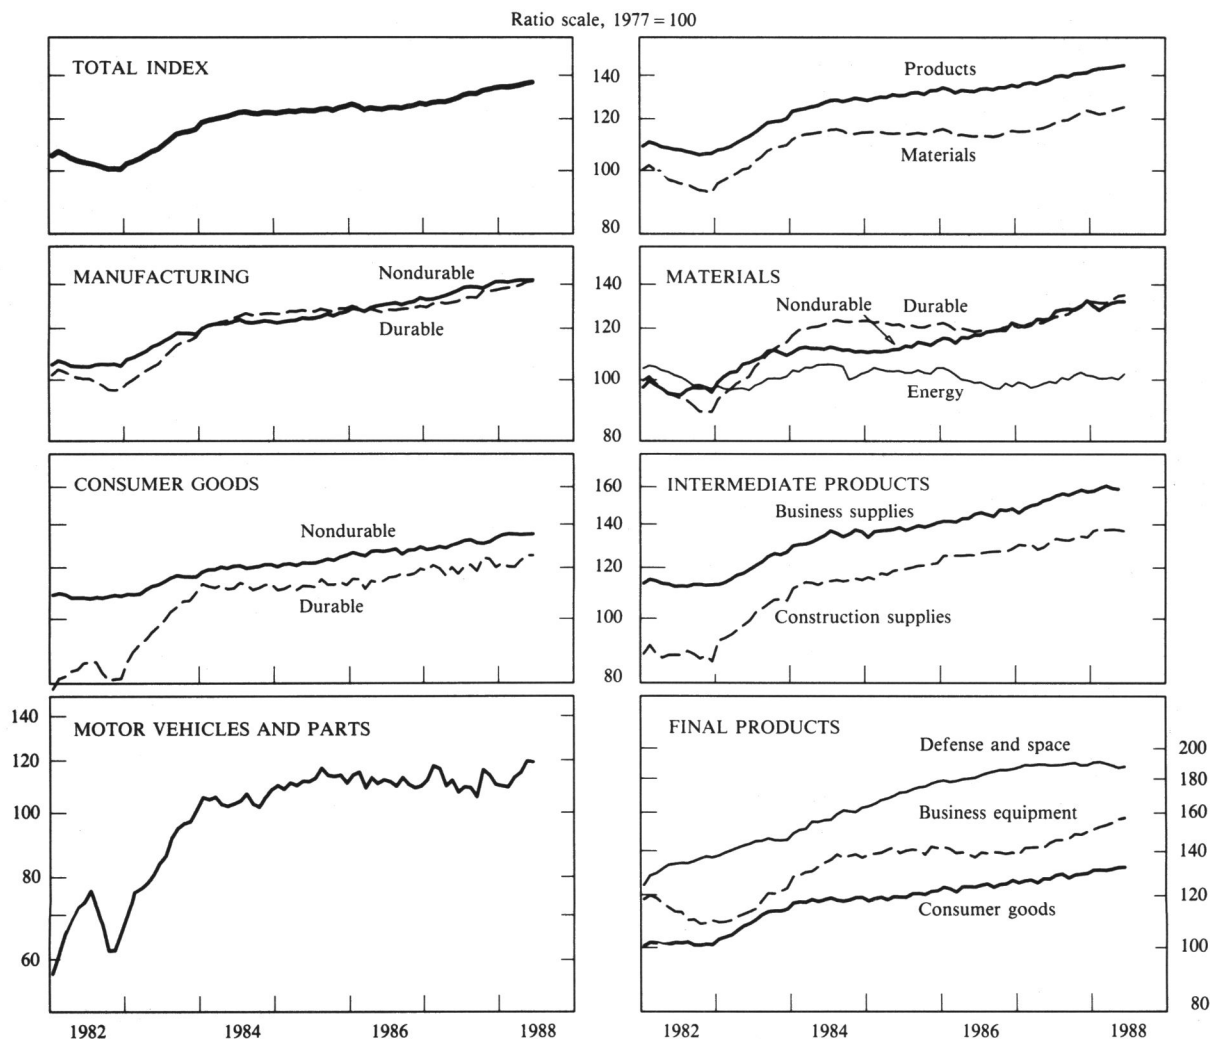 Ratio scale, 1977 = 100
TOTAL INDEX
Products
Materials
140
120
100
80
MANUFACTURING
Nondurable
Durable
MATERIALS
Nondurable
Durable
Energy
140
120
100
80
CONSUMER GOODS
Nondurable
Durable
INTERMEDIATE PRODUCTS
Business supplies
Construction supplies
160
140
120
100
80
MOTOR VEHICLES AND PARTS
140
120
100
80
60
FINAL PRODUCTS
Defense and space
Business equipment
Consumer goods
200
180
160
140
120
100
80
1982 1984 1986 1988
1982 1984 1986 1988